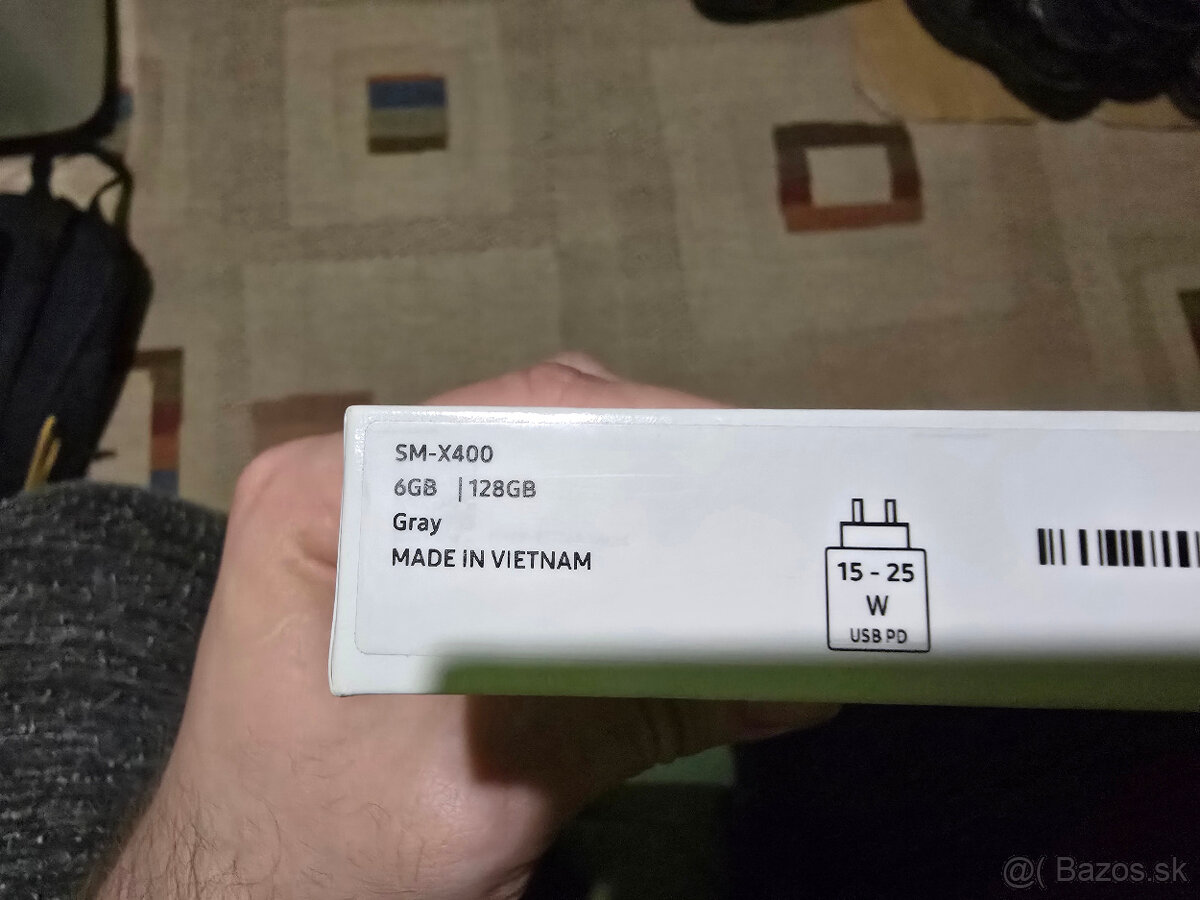 SM-X400
6GB | 128GB
Gray
MADE IN VIETNAM
15 - 25
W
USB PD
@( Bazos.sk